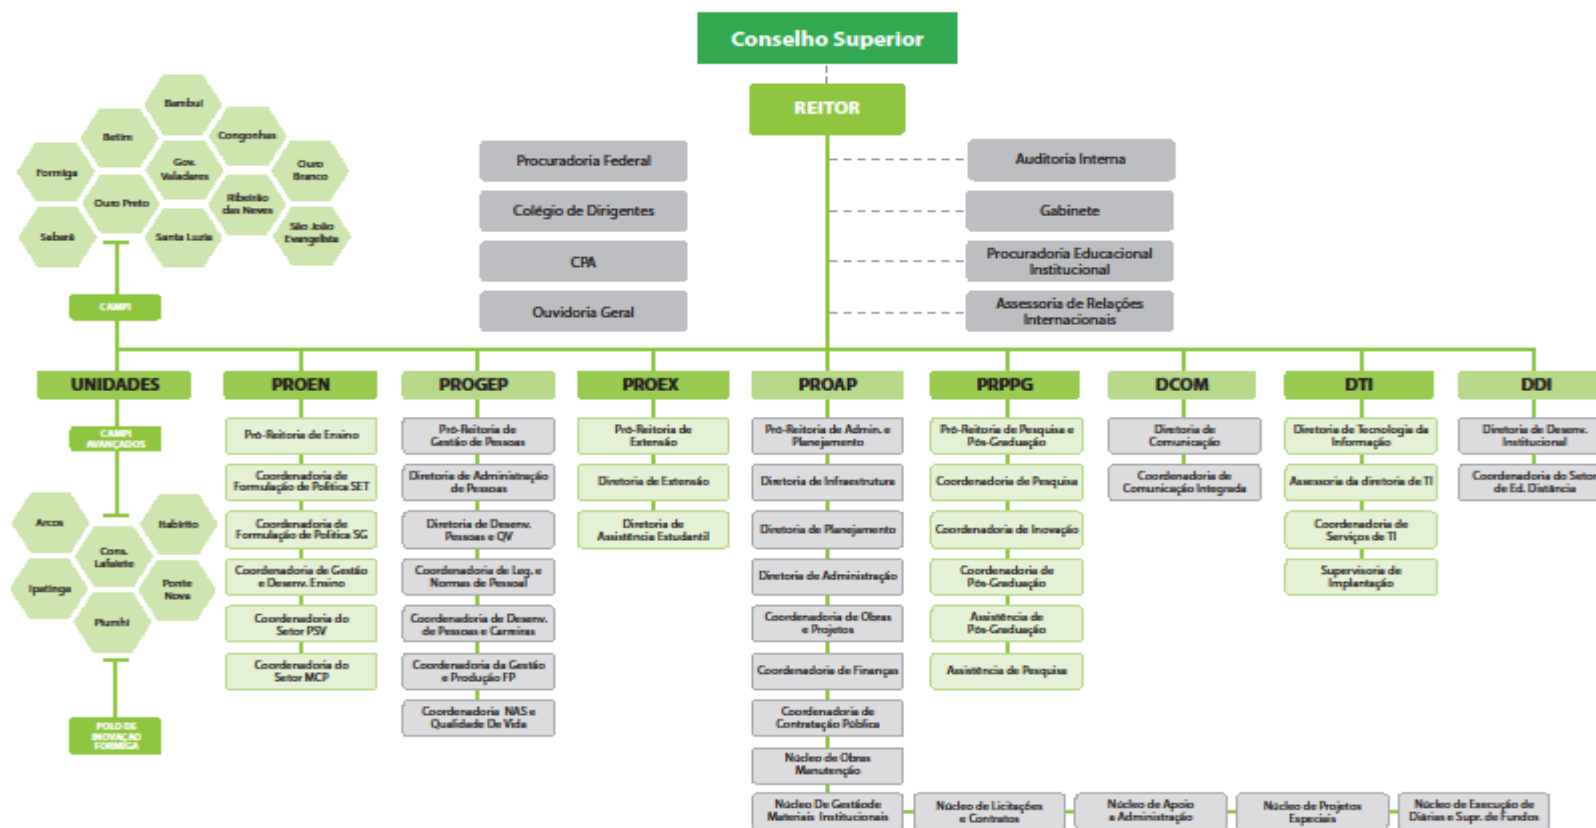 Conselho Superior
REITOR
Procuradoria Federal
Colégio de Dirigentes
CPA
Ouvidoria Geral
Auditoria Interna
Gabinete
Procuradoria Educacional
Institucional
Assessoria de Relações
Internacionais
Bambuí
Betim
Congonhas
Formiga
Gov.
Valadares
Ouro
Branco
Ouro Preto
Ribeirão
das Neves
Sabará
Santa Luzia
São João
Evangelista
CAMPI
UNIDADES
CAMPI
AVANÇADOS
Arcos
Itabirito
Cons.
Lafaiete
Ipatinga
Ponte
Nova
Piumhi
POLO DE
INOVAÇAO
FORMIGA
PROEN
Pró-Reitoria de Ensino
Coordenadoria de
Formulação de Política SET
Coordenadoria de
Formulação de Política SG
Coordenadoria de Gestão
e Desenv. Ensino
Coordenadoria do
Setor PSV
Coordenadoria do
Setor MCP
PROGEP
Pró-Reitoria de
Gestão de Pessoas
Diretoria de Administração
de Pessoas
Diretoria de Desenv.
Pessoas e QV
Coordenadoria de Leg. e
Normas de Pessoal
Coordenadoria de Desenv.
de Pessoas e Carreiras
Coordenadoria da Gestão
e Produção FP
Coordenadoria NAS e
Qualidade De Vida
PROEX
Pró-Reitoria de
Extensão
Diretoria de Extensão
Diretoria de
Assistência Estudantil
PROAP
Pró-Reitoria de Admin. e
Planejamento
Diretoria de Infraestrutura
Diretoria de Planejamento
Diretoria de Administração
Coordenadoria de Obras
e Projetos
Coordenadoria de Finanças
Coordenadoria de
Contratação Pública
Núcleo de Obras
Manutenção
Núcleo De Gestãode
Materiais Institucionais
Núcleo de Licitações
e Contratos
Núcleo de Apoio
a Administração
Núcleo de Projetos
Especiais
Núcleo de Execução de
Diárias e Supr. de Fundos
PRPPG
Pró-Reitoria de Pesquisa e
Pós-Graduação
Coordenadoria de Pesquisa
Coordenadoria de Inovação
Coordenadoria de
Pós-Graduação
Assistência de
Pós-Graduação
Assistência de Pesquisa
DCOM
Diretoria de
Comunicação
Coordenadoria de
Comunicação Integrada
DTI
Diretoria de Tecnologia da
Informação
Assessoria da diretoria de TI
Coordenadoria de
Serviços de TI
Supervisoria de
Implantação
DDI
Diretoria de Desenv.
Institucional
Coordenadoria do Setor
de Ed. Distância